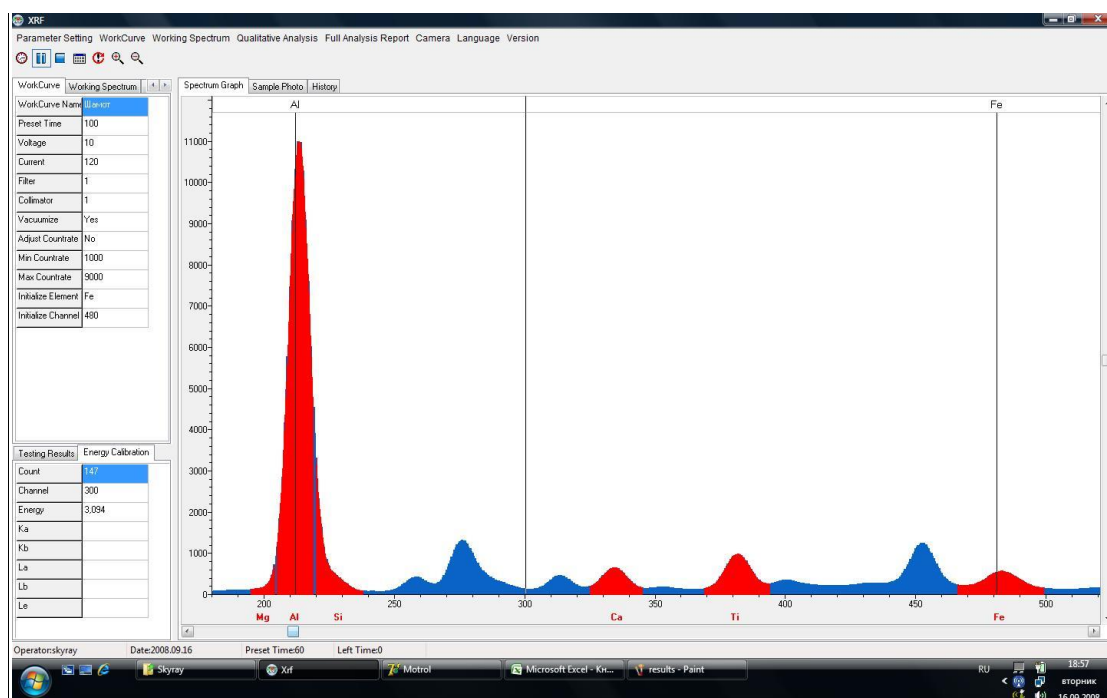 XRF
Parameter Setting WorkCurve Working Spectrum Qualitative Analysis Full Analysis Report Camera Language Version
WorkCurve Working Spectrum
WorkCurve Name Шамот
Preset Time 100
Voltage 10
Current 120
Filter 1
Collimator 1
Vacuumize Yes
Adjust Countrate No
Min Countrate 1000
Max Countrate 9000
Initialize Element Fe
Initialize Channel 480
Testing Results Energy Calibration
Count 147
Channel 300
Energy 3,094
Ka
Kb
La
Lb
Le
Spectrum Graph Sample Photo History
Al Fe
11000
10000
9000
8000
7000
6000
5000
4000
3000
2000
1000
0
200 250 300 350 400 450 500
Mg Al Si Ca Ti Fe
Operator:skyray Date:2008.09.16 Preset Time:60 Left Time:0
Skyray Xrf Motrol Microsoft Excel - Кн... results - Paint RU 18:57
вторник
16.09.2008